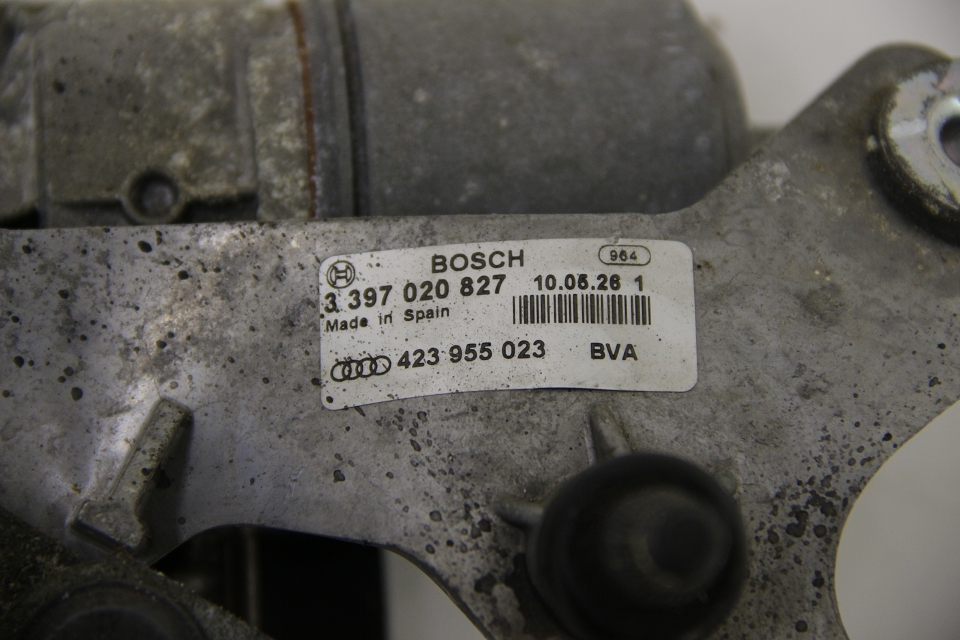 BOSCH 964
3 397 020 827 10.05.26 1
Made in Spain
423 955 023 BVA